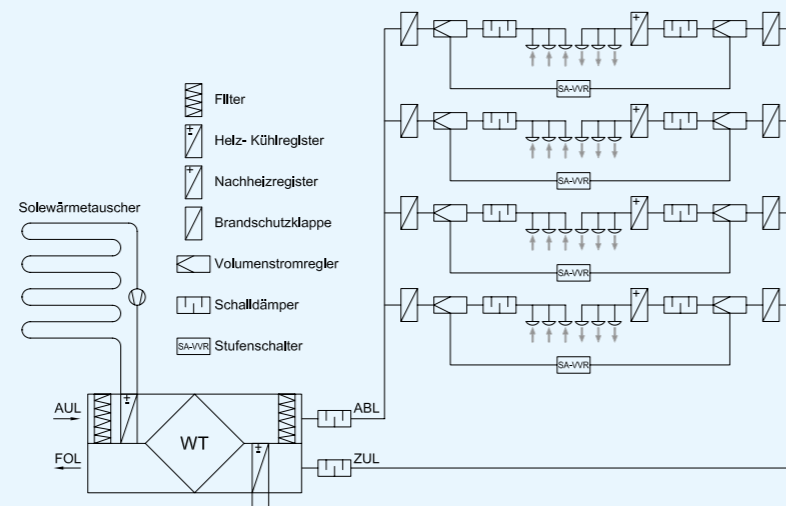 SA-VVR
Filter
± Heiz- Kühlregister
SA-VVR
+ Nachheizregister
Solewärmetauscher
Brandschutzklappe
Volumenstromregler
SA-VVR
Schalldämper
SA-VVR Stufenschalter
SA-VVR
AUL
±
ABL
WT
FOL
±
ZUL
+
+
+
+